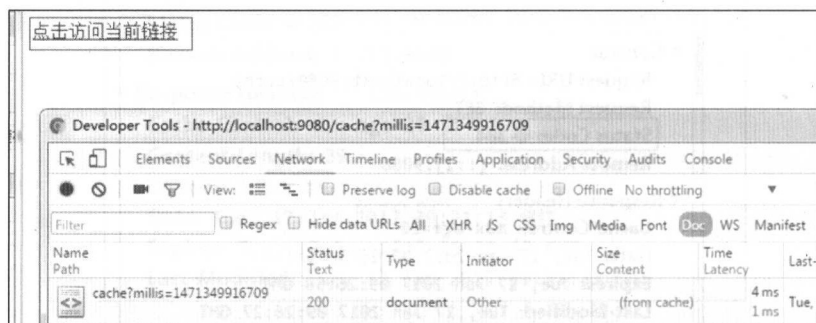 点击访问当前链接
Developer Tools - http://localhost:9080/cache?millis=1471349916709
Elements Sources Network Timeline Profiles Application Security Audits Console
View: Preserve log Disable cache Offline No throttling
Filter Regex Hide data URLs All XHR JS CSS Img Media Font Doc WS Manifest
Name Status Type Initiator Size Time Last-
Path Text Content Latency
cache?millis=1471349916709 200 document Other (from cache) 4 ms Tue,
1 ms